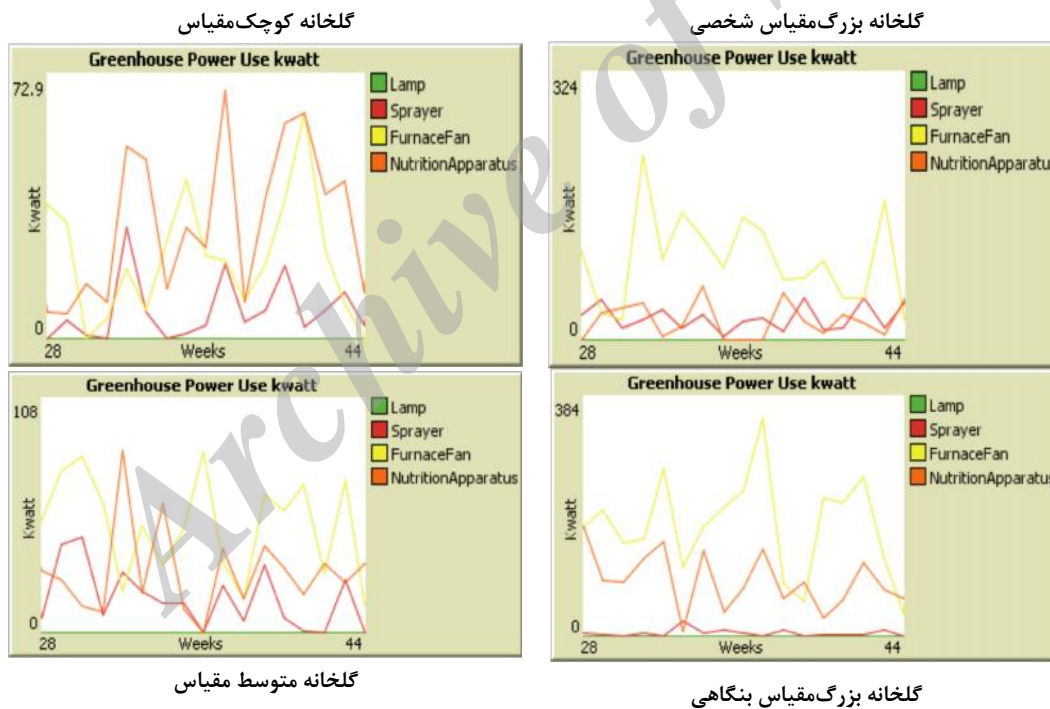 گلخانه کوچک‌مقیاس
Greenhouse Power Use kwatt
72.9
Kwatt
0
28
Weeks
44
Lamp
Sprayer
FurnaceFan
NutritionApparatus
گلخانه بزرگ‌مقیاس شخصی
Greenhouse Power Use kwatt
324
Kwatt
0
28
Weeks
44
Lamp
Sprayer
FurnaceFan
NutritionApparatu
Greenhouse Power Use kwatt
108
Kwatt
0
28
Weeks
44
Lamp
Sprayer
FurnaceFan
NutritionApparatus
گلخانه متوسط مقیاس
Greenhouse Power Use kwatt
384
Kwatt
0
28
Weeks
44
Lamp
Sprayer
FurnaceFan
NutritionApparatu
گلخانه بزرگ‌مقیاس بنگاهی
Archive of